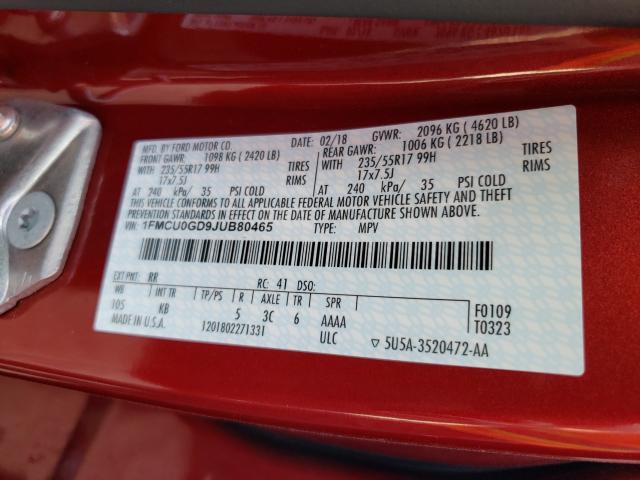 MFD. BY FORD MOTOR CO.
02/18 GVWR: 2096 KG ( 4620 LB)
FRONT GAWR: 1098 KG ( 2420 LB) REAR GAWR: 1006 KG ( 2218 LB)
WITH 235/55R17 99H TIRES WITH 235/55R17 99H TIRES
17x7.5J RIMS 17x7.5J RIMS
AT 240 kPa/ 35 PSI COLD AT 240 kPa/ 35 PSI COLD
THIS VEHICLE CONFORMS TO ALL APPLICABLE FEDERAL MOTOR VEHICLE SAFETY AND THEFT
PREVENTION STANDARDS IN EFFECT ON THE DATE OF MANUFACTURE SHOWN ABOVE.
VIN: 1FMCU0GD9JUB80465 TYPE: MPV
EXT PNT: RR RC: 41 DSO:
WB INT TR TP/PS R AXLE TR SPR
105 KB 5 3C 6 AAAA
F0109
T0323
MADE IN U.S.A. 1201802271331 ULC
5U5A-3520472-AA